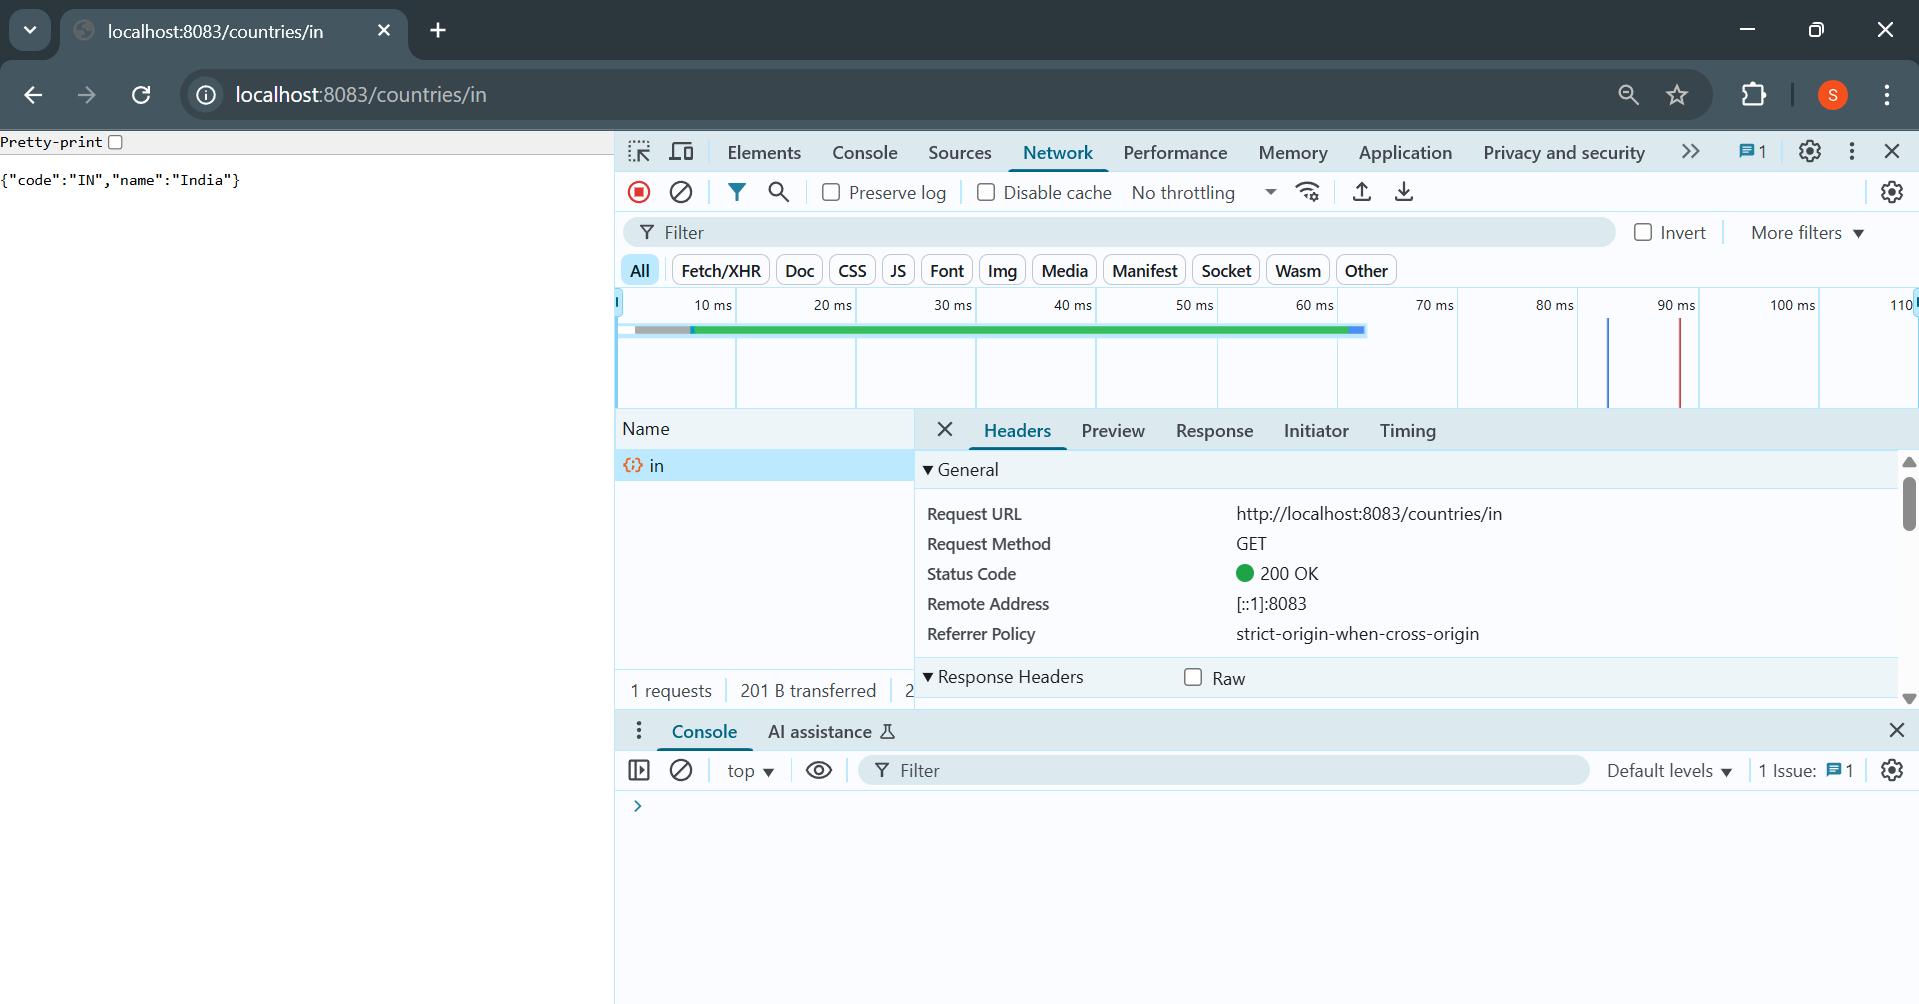 localhost:8083/countries/in
localhost:8083/countries/in
S
Pretty-print
{"code":"IN","name":"India"}
Elements Console Sources Network Performance Memory Application Privacy and security 1
Preserve log Disable cache No throttling
Filter Invert More filters
All Fetch/XHR Doc CSS JS Font Img Media Manifest Socket Wasm Other
10 ms 20 ms 30 ms 40 ms 50 ms 60 ms 70 ms 80 ms 90 ms 100 ms 110
Name
in
1 requests 201 B transferred 2
Headers Preview Response Initiator Timing
General
Request URL http://localhost:8083/countries/in
Request Method GET
Status Code 200 OK
Remote Address [::1]:8083
Referrer Policy strict-origin-when-cross-origin
Response Headers Raw
Console AI assistance
top Filter Default levels 1 Issue: 1